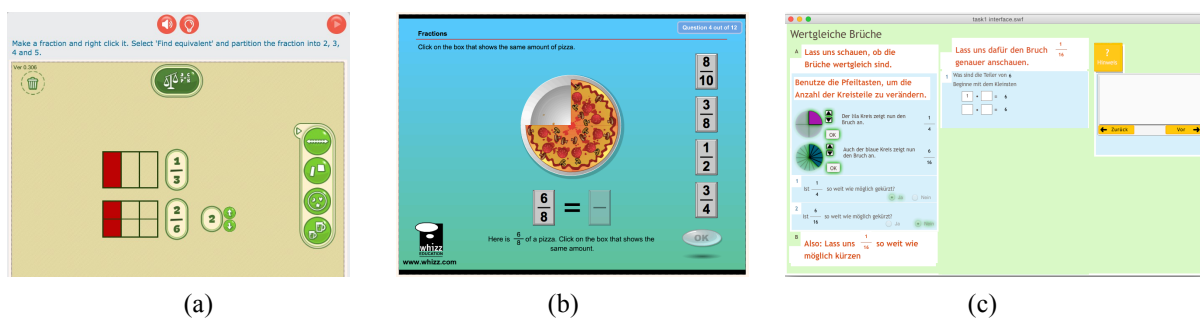 Make a fraction and right click it. Select 'Find equivalent' and partition the fraction into 2, 3,
4 and 5.
Ver 0.306
1
3
2
6
2
(a)
Question 4 out of 12
Fractions
Click on the box that shows the same amount of pizza.
8
10
3
8
1
2
3
4
6
8
=
Here is 6/8 of a pizza. Click on the box that shows the
same amount.
OK
whizz
EDUCATION
www.whizz.com
(b)
task1 interface.swf
Wertgleiche Brüche
A Lass uns schauen, ob die
Brüche wertgleich sind.
Benutze die Pfeiltasten, um die
Anzahl der Kreisteile zu verändern.
Der lila Kreis zeigt nun den
Bruch an.
1
4
OK
Auch der blaue Kreis zeigt nun
den Bruch an.
6
16
OK
1
Ist 1/4 so weit wie möglich gekürzt?
Ja Nein
2
Ist 6/16 so weit wie möglich gekürzt?
Ja Nein
B Also: Lass uns 1/16 so weit wie
möglich kürzen
Lass uns dafür den Bruch 1/16
genauer anschauen.
1 Was sind die Teiler von 6
Beginne mit dem Kleinsten
1 = 6
= 6
?
Hinweis
Zurück
Vor
(c)